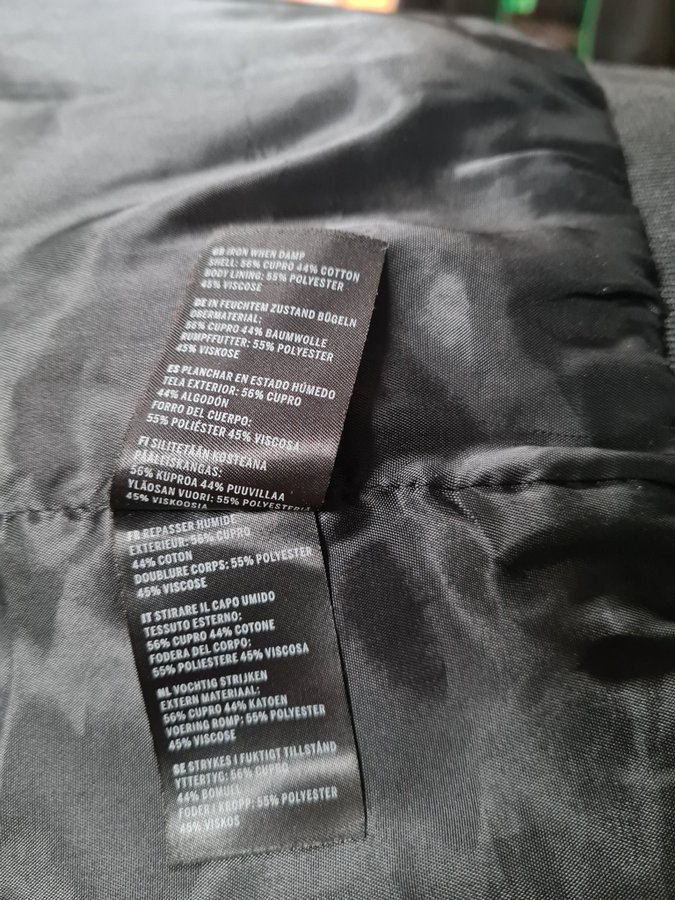 GB IRON WHEN DAMP
SHELL: 56% CUPRO 44% COTTON
BODY LINING: 55% POLYESTER
45% VISCOSE
DE IN FEUCHTEM ZUSTAND BÜGELN
OBERMATERIAL:
56% CUPRO 44% BAUMWOLLE
RUMPFFUTTER: 55% POLYESTER
45% VISKOSE
ES PLANCHAR EN ESTADO HÚMEDO
TELA EXTERIOR: 56% CUPRO
44% ALGODÓN
FORRO DEL CUERPO:
55% POLIÉSTER 45% VISCOSA
FI SILITETÄÄN KOSTEANA
PÄÄLLISKANGAS:
56% KUPROA 44% PUUVILLAA
YLÄOSAN VUORI: 55% POLYESTERIA
45% VISKOOSIA
FR REPASSER HUMIDE
EXTERIEUR: 56% CUPRO
44% COTON
DOUBLURE CORPS: 55% POLYESTER
45% VISCOSE
IT STIRARE IL CAPO UMIDO
TESSUTO ESTERNO:
56% CUPRO 44% COTONE
FODERA DEL CORPO:
55% POLIESTERE 45% VISCOSA
NL VOCHTIG STRIJKEN
EXTERN MATERIAAL:
56% CUPRO 44% KATOEN
VOERING ROMP: 55% POLYESTER
45% VISCOSE
SE STRYKES I FUKTIGT TILLSTÅND
YTTERTYG: 56% CUPRO
44% BOMULL
FODER I KROPP: 55% POLYESTER
45% VISKOS